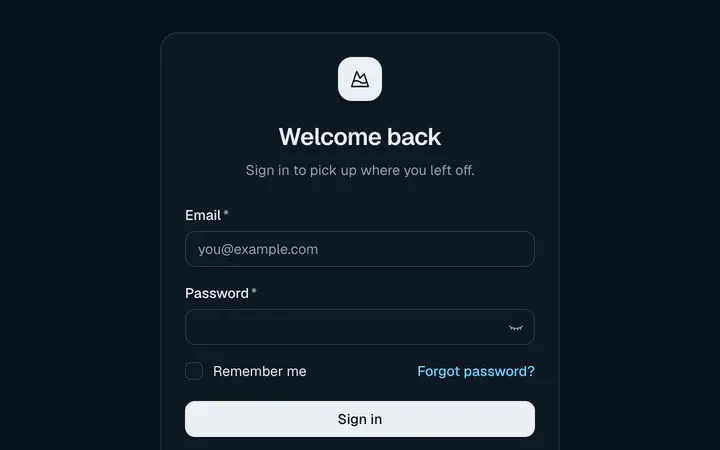 Welcome back
Sign in to pick up where you left off.
Email *
you@example.com
Password *
Remember me Forgot password?
Sign in